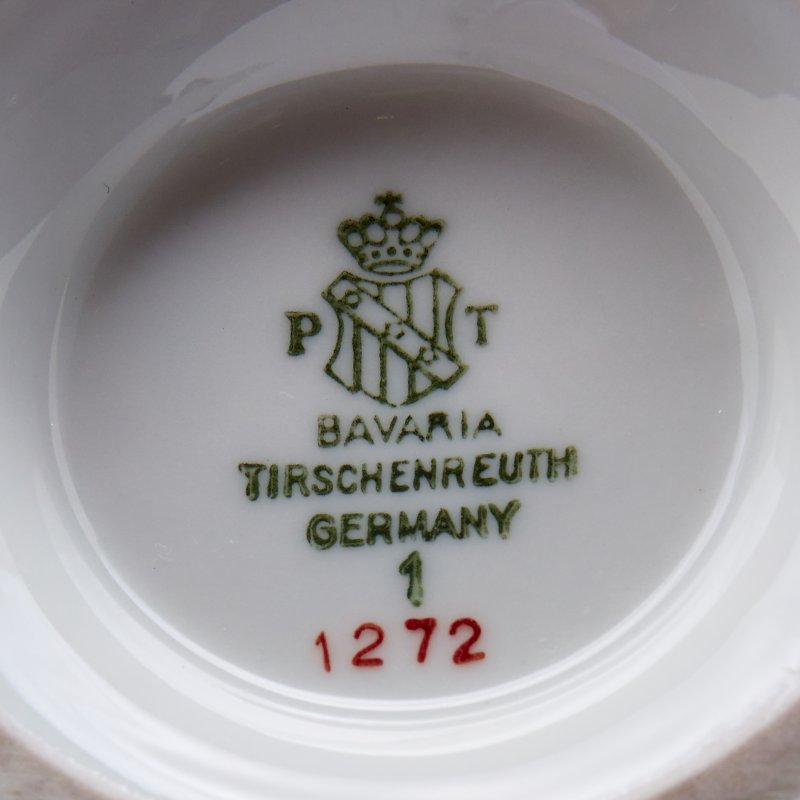 P T
BAVARIA
TIRSCHENREUTH
GERMANY
1
1272